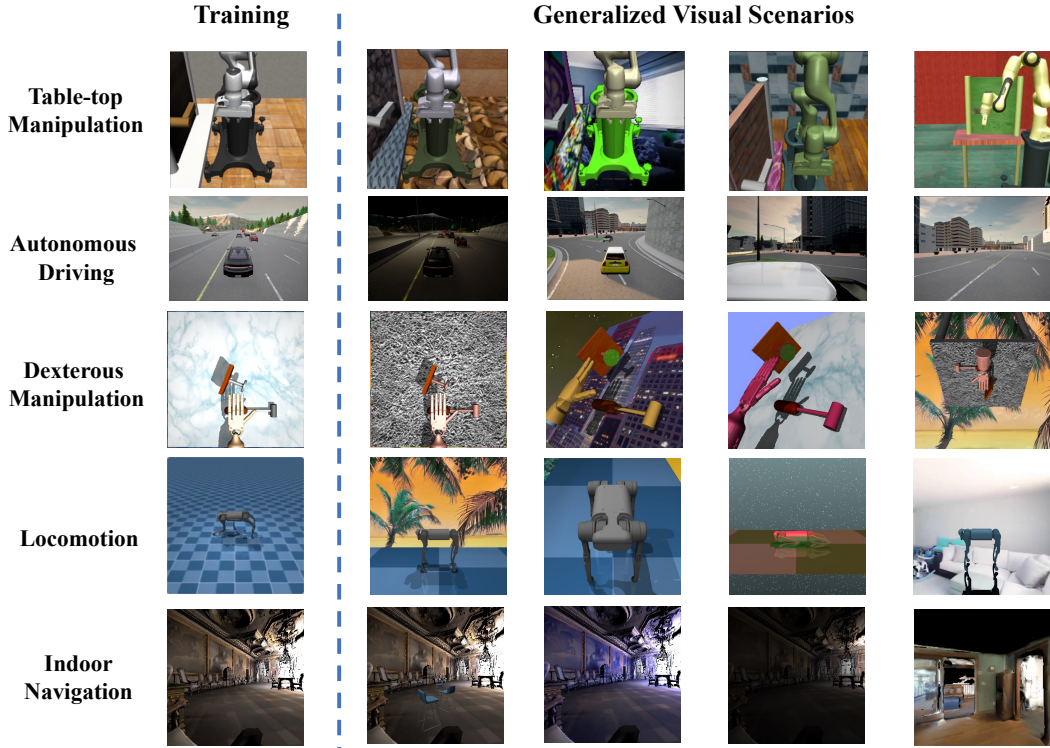 Training
Generalized Visual Scenarios
Table-top
Manipulation
Autonomous
Driving
Dexterous
Manipulation
Locomotion
Indoor
Navigation